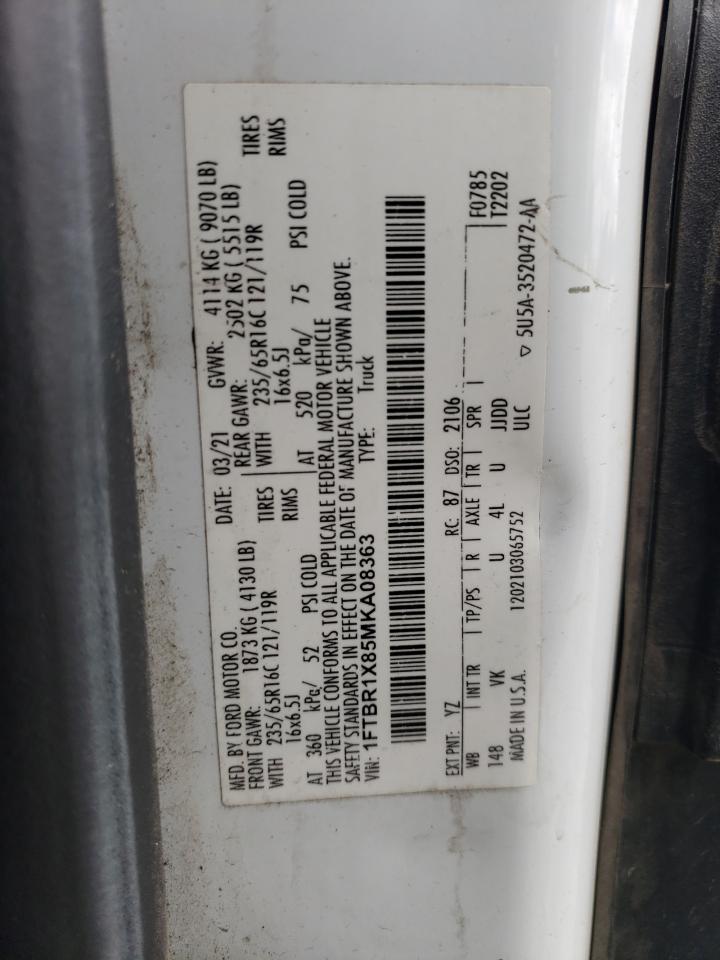 MFD. BY FORD MOTOR CO.
DATE: 03/21 GVWR: 4114 KG ( 9070 LB)
FRONT GAWR: 1873 KG ( 4130 LB)
REAR GAWR: 2502 KG ( 5515 LB)
WITH 235/65R16C 121/119R TIRES
16x6.5J RIMS
AT 360 kPa/ 52 PSI COLD
WITH 235/65R16C 121/119R TIRES
16x6.5J RIMS
AT 520 kPa/ 75 PSI COLD
THIS VEHICLE CONFORMS TO ALL APPLICABLE FEDERAL MOTOR VEHICLE
SAFETY STANDARDS IN EFFECT ON THE DATE OF MANUFACTURE SHOWN ABOVE.
VIN: 1FTBR1X85MKA08363
TYPE: Truck
EXT PNT: YZ RC: 87 DSO: 2106
WB INT TR TP/PS R AXLE TR SPR F0785
148 VK U 4L U JJDD T2202
MADE IN U.S.A. 1202103065752 ULC
▽ 5U5A-3520472-AA